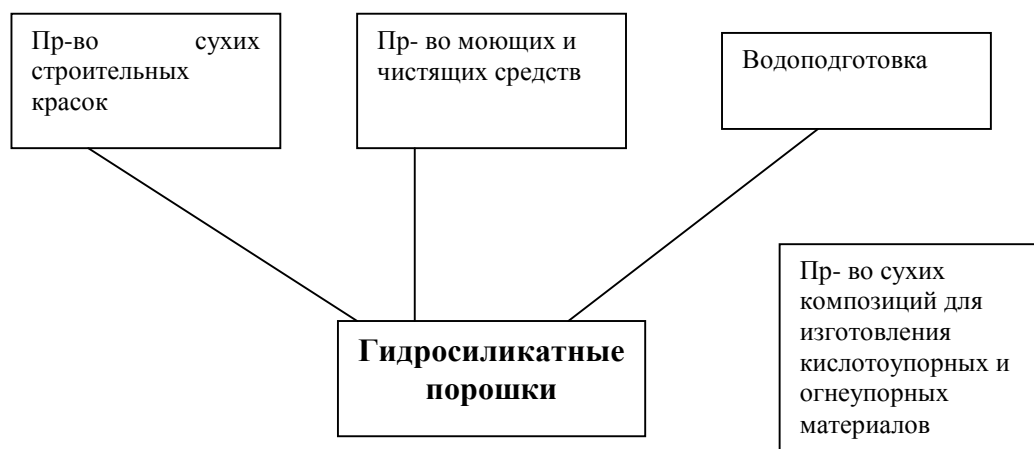 Пр-во сухих
строительных
красок
Пр- во моющих и
чистящих средств
Водоподготовка
Пр- во сухих
композиций для
изготовления
кислотоупорных и
огнеупорных
материалов
Гидросиликатные
порошки